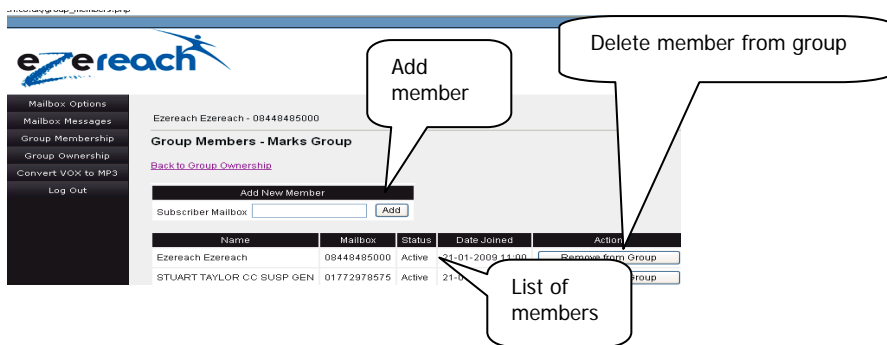 ezereach
Add
member
Delete member from group
Mailbox Options
Mailbox Messages
Group Membership
Group Ownership
Convert VOX to MP3
Log Out
Ezereach Ezereach - 08448485000
Group Members - Marks Group
Back to Group Ownership
Add New Member
Subscriber Mailbox Add
Name Mailbox Status Date Joined Action
Ezereach Ezereach 08448485000 Active 21-01-2009 11:00 Remove from Group
STUART TAYLOR CC SUSP GEN 01772978575 Active Group
List of
members